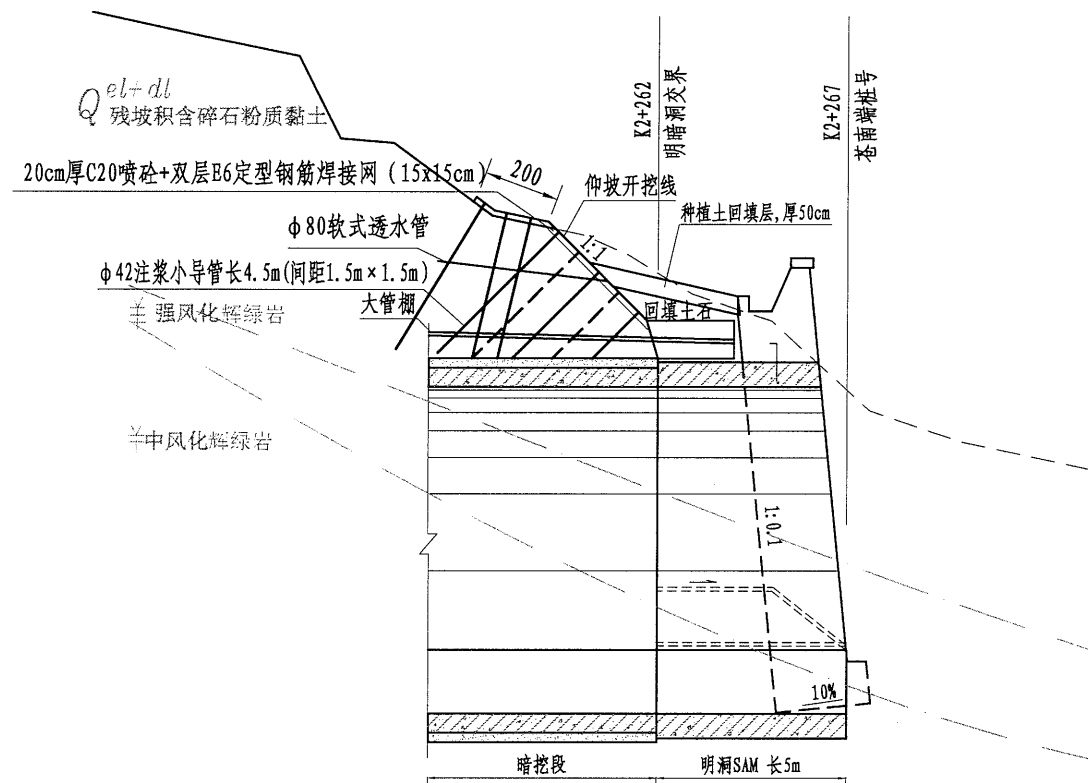 Q el+dl
残坡积含碎石粉质黏土
K2+262
明暗洞交界
K2+267
苍南端桩号
20cm厚C20喷砼+双层E6定型钢筋焊接网（15x15cm）
200
仰坡开挖线
种植土回填层,厚50cm
φ80软式透水管
1:1
φ42注浆小导管长4.5m(间距1.5m×1.5m)
大管棚
回填土石
强风化辉绿岩
中风化辉绿岩
1:0.1
10%
暗挖段
明洞SAM 长5m